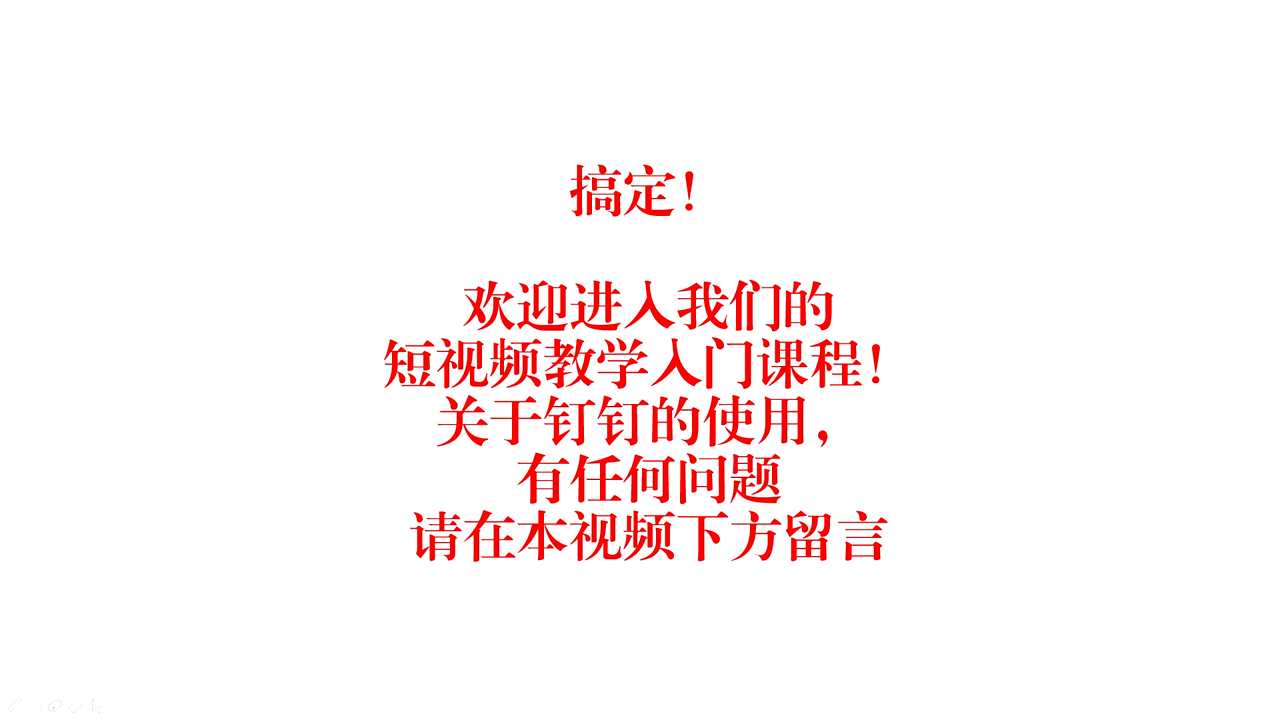 搞定！
欢迎进入我们的
短视频教学入门课程！
关于钉钉的使用，
有任何问题
请在本视频下方留言